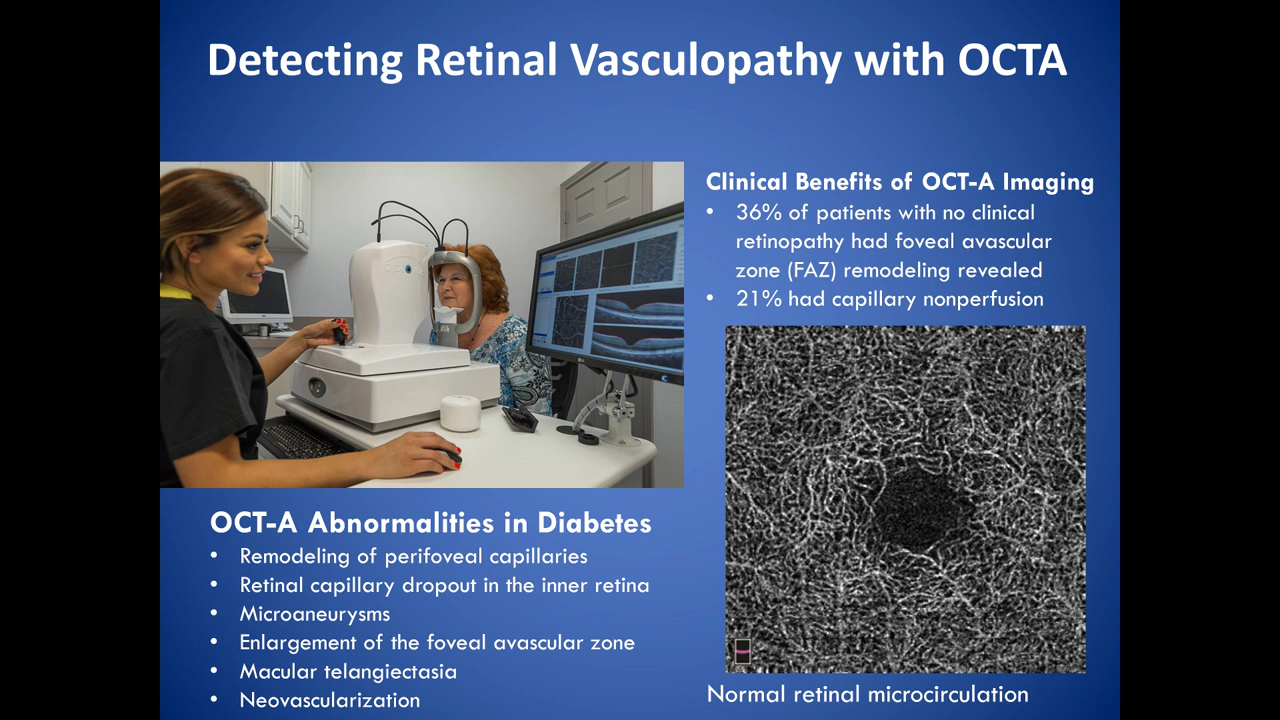 Detecting Retinal Vasculopathy with OCTA
Clinical Benefits of OCT-A Imaging
• 36% of patients with no clinical
retinopathy had foveal avascular
zone (FAZ) remodeling revealed
• 21% had capillary nonperfusion
OCT-A Abnormalities in Diabetes
• Remodeling of perifoveal capillaries
• Retinal capillary dropout in the inner retina
• Microaneurysms
• Enlargement of the foveal avascular zone
• Macular telangiectasia
• Neovascularization
Normal retinal microcirculation